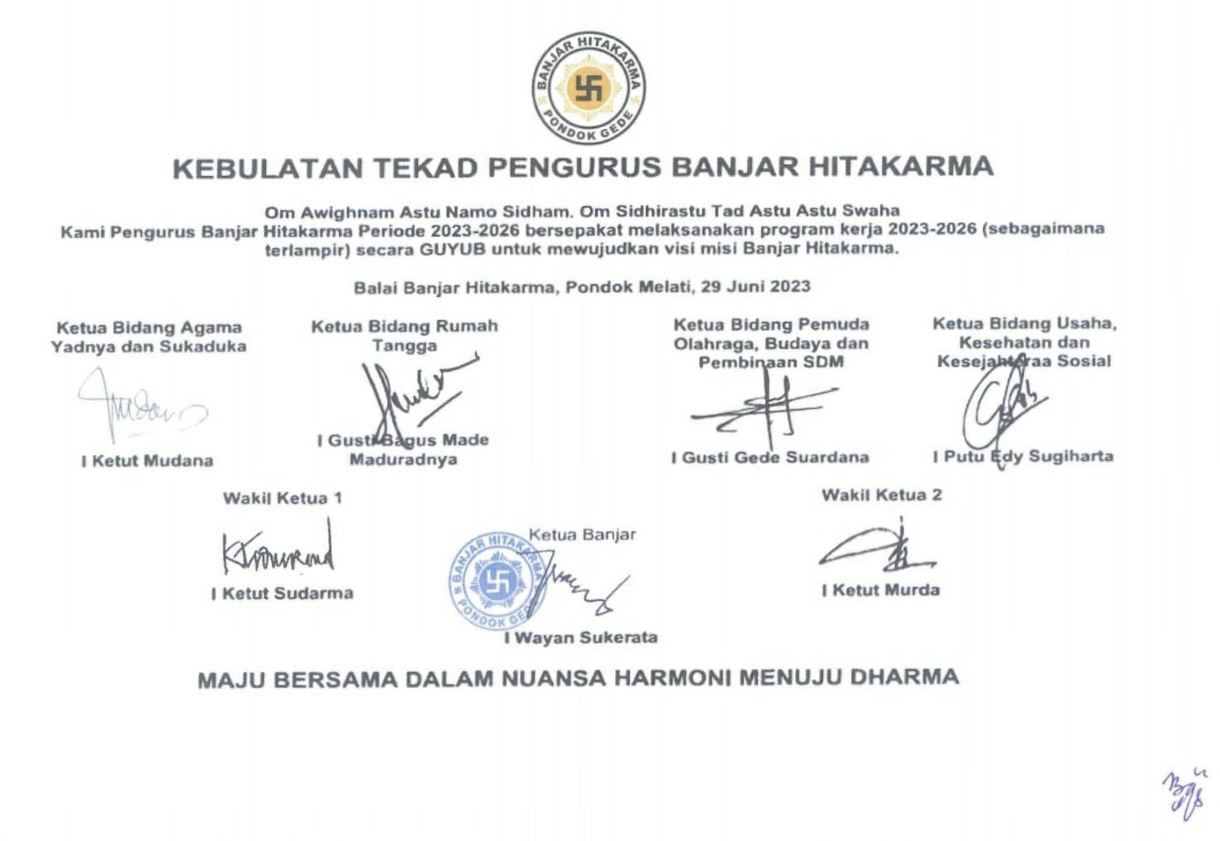 BANJAR HITAKARMA
PONDOK GEDE
KEBULATAN TEKAD PENGURUS BANJAR HITAKARMA
Om Awighnam Astu Namo Sidham. Om Sidhirastu Tad Astu Astu Swaha
Kami Pengurus Banjar Hitakarma Periode 2023-2026 bersepakat melaksanakan program kerja 2023-2026 (sebagaimana
terlampir) secara GUYUB untuk mewujudkan visi misi Banjar Hitakarma.
Balai Banjar Hitakarma, Pondok Melati, 29 Juni 2023
Ketua Bidang Agama
Yadnya dan Sukaduka
I Ketut Mudana
Ketua Bidang Rumah
Tangga
I Gusti Bagus Made
Maduradnya
Ketua Bidang Pemuda
Olahraga, Budaya dan
Pembinaan SDM
I Gusti Gede Suardana
Ketua Bidang Usaha,
Kesehatan dan
Kesejahteraa Sosial
I Putu Edy Sugiharta
Wakil Ketua 1
I Ketut Sudarma
Ketua Banjar
BANJAR HITAKARMA
PONDOK GEDE
I Wayan Sukerata
Wakil Ketua 2
I Ketut Murda
MAJU BERSAMA DALAM NUANSA HARMONI MENUJU DHARMA